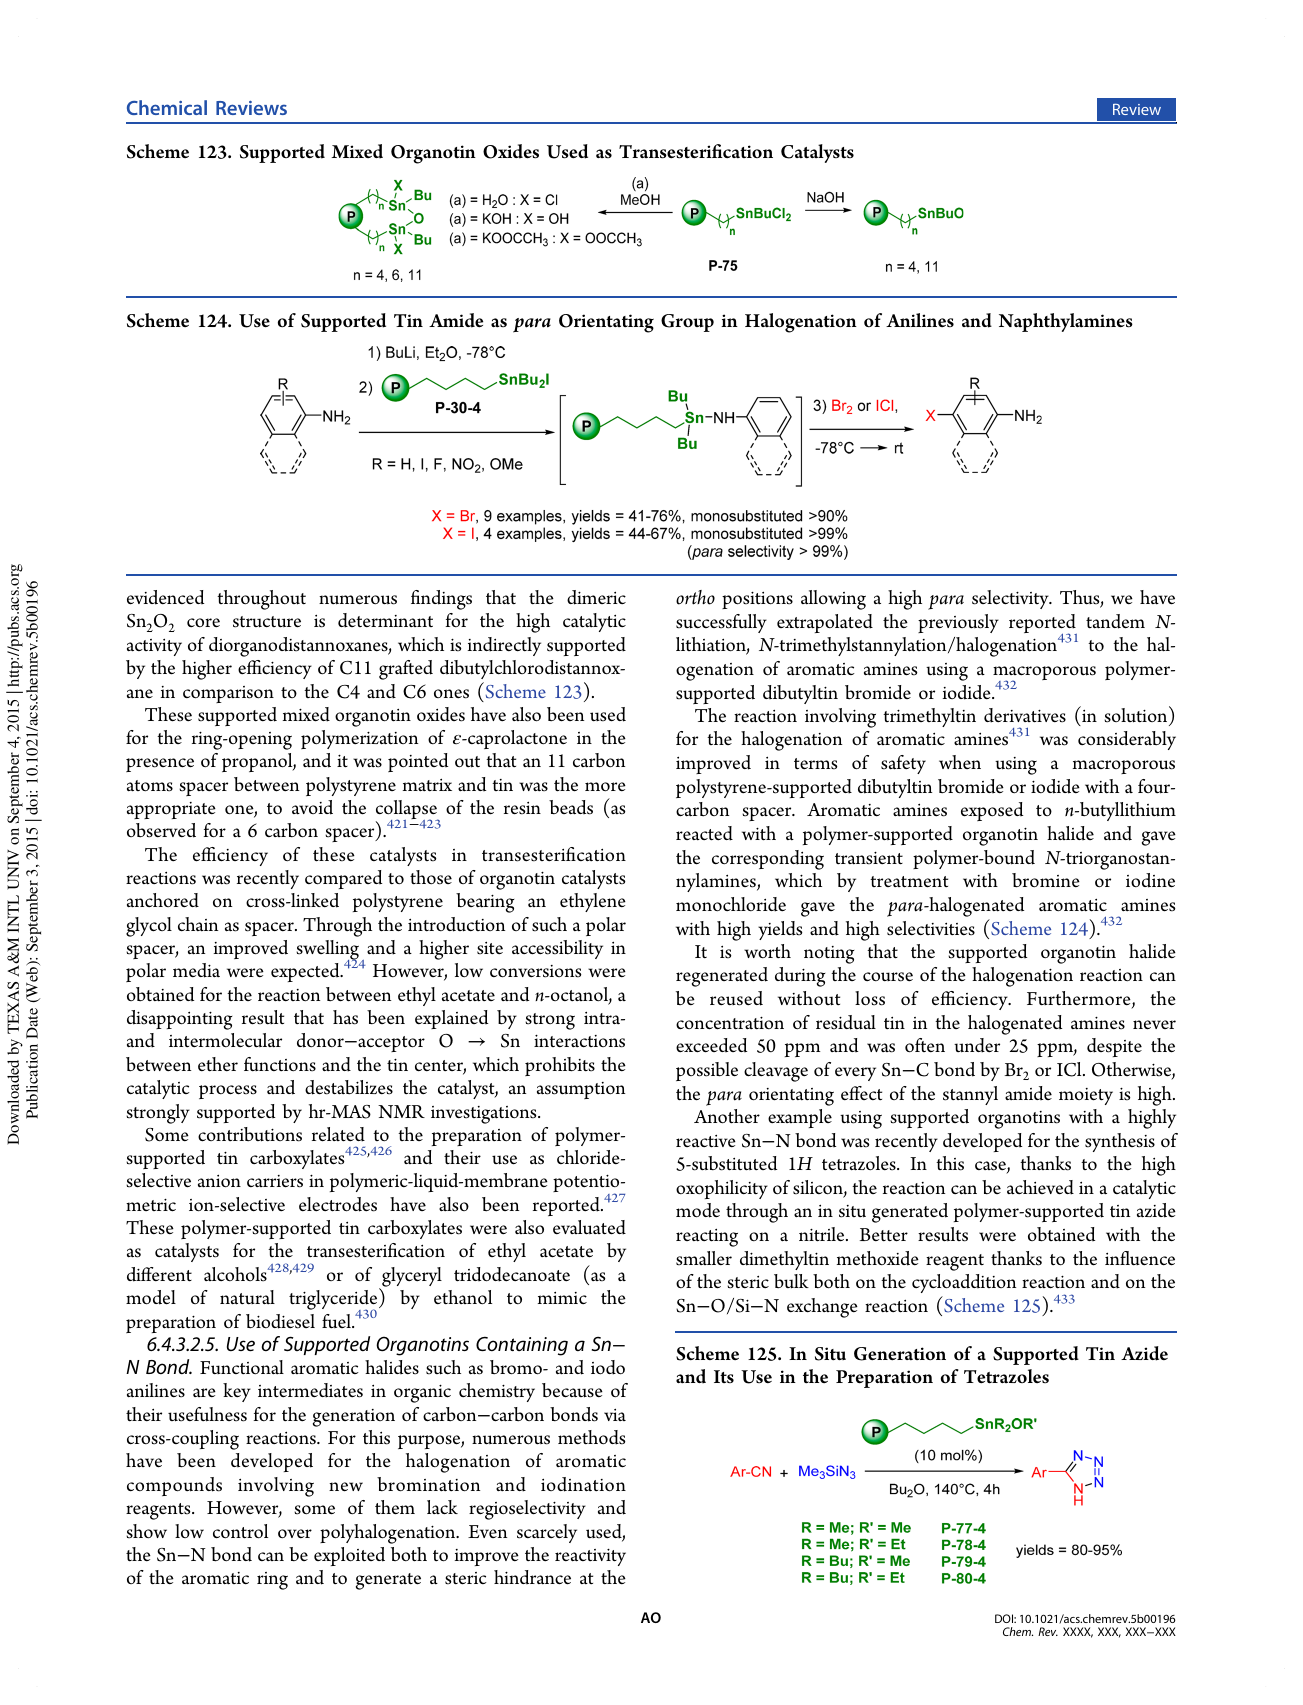 Chemical Reviews
Review
Scheme 123. Supported Mixed Organotin Oxides Used as Transesterification Catalysts
X
Bu
n
Sn
P
O
Sn
Bu
n
X
n = 4, 6, 11
(a) = H₂O : X = Cl
(a) = KOH : X = OH
(a) = KOOCCH₃ : X = OOCCH₃
(a)
MeOH
P
SnBuCl₂
n
P-75
NaOH
P
SnBuO
n
n = 4, 11
Scheme 124. Use of Supported Tin Amide as para Orientating Group in Halogenation of Anilines and Naphthylamines
R
NH₂
1) BuLi, Et₂O, -78°C
2)
P
SnBu₂I
P-30-4
R = H, I, F, NO₂, OMe
P
Bu
Sn
NH
Bu
3) Br₂ or ICl,
-78°C → rt
R
X
NH₂
X = Br, 9 examples, yields = 41-76%, monosubstituted >90%
X = I, 4 examples, yields = 44-67%, monosubstituted >99%
(para selectivity > 99%)
evidenced throughout numerous findings that the dimeric
Sn₂O₂ core structure is determinant for the high catalytic
activity of diorganodistannoxanes, which is indirectly supported
by the higher efficiency of C11 grafted dibutylchlorodistannox-
ane in comparison to the C4 and C6 ones (Scheme 123).
These supported mixed organotin oxides have also been used
for the ring-opening polymerization of ε-caprolactone in the
presence of propanol, and it was pointed out that an 11 carbon
atoms spacer between polystyrene matrix and tin was the more
appropriate one, to avoid the collapse of the resin beads (as
observed for a 6 carbon spacer).⁴²¹⁻⁴²³
The efficiency of these catalysts in transesterification
reactions was recently compared to those of organotin catalysts
anchored on cross-linked polystyrene bearing an ethylene
glycol chain as spacer. Through the introduction of such a polar
spacer, an improved swelling and a higher site accessibility in
polar media were expected.⁴²⁴ However, low conversions were
obtained for the reaction between ethyl acetate and n-octanol, a
disappointing result that has been explained by strong intra-
and intermolecular donor−acceptor O → Sn interactions
between ether functions and the tin center, which prohibits the
catalytic process and destabilizes the catalyst, an assumption
strongly supported by hr-MAS NMR investigations.
Some contributions related to the preparation of polymer-
supported tin carboxylates⁴²⁵,⁴²⁶ and their use as chloride-
selective anion carriers in polymeric-liquid-membrane potentio-
metric ion-selective electrodes have also been reported.⁴²⁷
These polymer-supported tin carboxylates were also evaluated
as catalysts for the transesterification of ethyl acetate by
different alcohols⁴²⁸,⁴²⁹ or of glyceryl tridodecanoate (as a
model of natural triglyceride) by ethanol to mimic the
preparation of biodiesel fuel.⁴³⁰
6.4.3.2.5. Use of Supported Organotins Containing a Sn−
N Bond. Functional aromatic halides such as bromo- and iodo
anilines are key intermediates in organic chemistry because of
their usefulness for the generation of carbon−carbon bonds via
cross-coupling reactions. For this purpose, numerous methods
have been developed for the halogenation of aromatic
compounds involving new bromination and iodination
reagents. However, some of them lack regioselectivity and
show low control over polyhalogenation. Even scarcely used,
the Sn−N bond can be exploited both to improve the reactivity
of the aromatic ring and to generate a steric hindrance at the
ortho positions allowing a high para selectivity. Thus, we have
successfully extrapolated the previously reported tandem N-
lithiation, N-trimethylstannylation/halogenation⁴³¹ to the hal-
ogenation of aromatic amines using a macroporous polymer-
supported dibutyltin bromide or iodide.⁴³²
The reaction involving trimethyltin derivatives (in solution)
for the halogenation of aromatic amines⁴³¹ was considerably
improved in terms of safety when using a macroporous
polystyrene-supported dibutyltin bromide or iodide with a four-
carbon spacer. Aromatic amines exposed to n-butyllithium
reacted with a polymer-supported organotin halide and gave
the corresponding transient polymer-bound N-triorganostan-
nylamines, which by treatment with bromine or iodine
monochloride gave the para-halogenated aromatic amines
with high yields and high selectivities (Scheme 124).⁴³²
It is worth noting that the supported organotin halide
regenerated during the course of the halogenation reaction can
be reused without loss of efficiency. Furthermore, the
concentration of residual tin in the halogenated amines never
exceeded 50 ppm and was often under 25 ppm, despite the
possible cleavage of every Sn−C bond by Br₂ or ICl. Otherwise,
the para orientating effect of the stannyl amide moiety is high.
Another example using supported organotins with a highly
reactive Sn−N bond was recently developed for the synthesis of
5-substituted 1H tetrazoles. In this case, thanks to the high
oxophilicity of silicon, the reaction can be achieved in a catalytic
mode through an in situ generated polymer-supported tin azide
reacting on a nitrile. Better results were obtained with the
smaller dimethyltin methoxide reagent thanks to the influence
of the steric bulk both on the cycloaddition reaction and on the
Sn−O/Si−N exchange reaction (Scheme 125).⁴³³
Scheme 125. In Situ Generation of a Supported Tin Azide
and Its Use in the Preparation of Tetrazoles
P
SnR₂OR'
(10 mol%)
Ar-CN + Me₃SiN₃
Bu₂O, 140°C, 4h
Ar
N
N
N
N
H
R = Me; R' = Me P-77-4
R = Me; R' = Et P-78-4
R = Bu; R' = Me P-79-4
R = Bu; R' = Et P-80-4
yields = 80-95%
AO
DOI: 10.1021/acs.chemrev.5b00196
Chem. Rev. XXXX, XXX, XXX−XXX
Downloaded by TEXAS A&M INTL UNIV on September 4, 2015 | http://pubs.acs.org
Publication Date (Web): September 3, 2015 | doi: 10.1021/acs.chemrev.5b00196